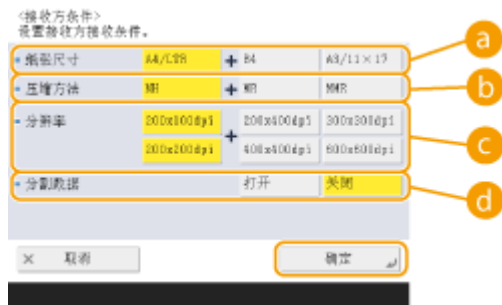 <接收方条件>
设置接收方接收条件。
纸张尺寸 A4/LTR + B4 A3/11×17 a
压缩方法 MH + MR MMR b
分辨率 200x100dpi + 200x400dpi 300x300dpi c
200x200dpi 400x400dpi 600x600dpi
分割数据 打开 关闭 d
× 取消 确定